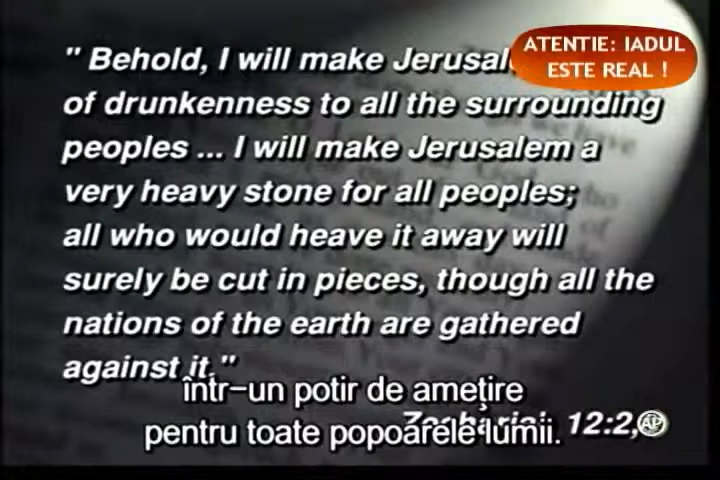 " Behold, I will make Jerusal
ATENTIE: IADUL
ESTE REAL !
of drunkenness to all the surrounding
peoples ... I will make Jerusalem a
very heavy stone for all peoples;
all who would heave it away will
surely be cut in pieces, though all the
nations of the earth are gathered
against it."
într-un potir de ameţire
pentru toate popoarele lumii.
12:2,
AP